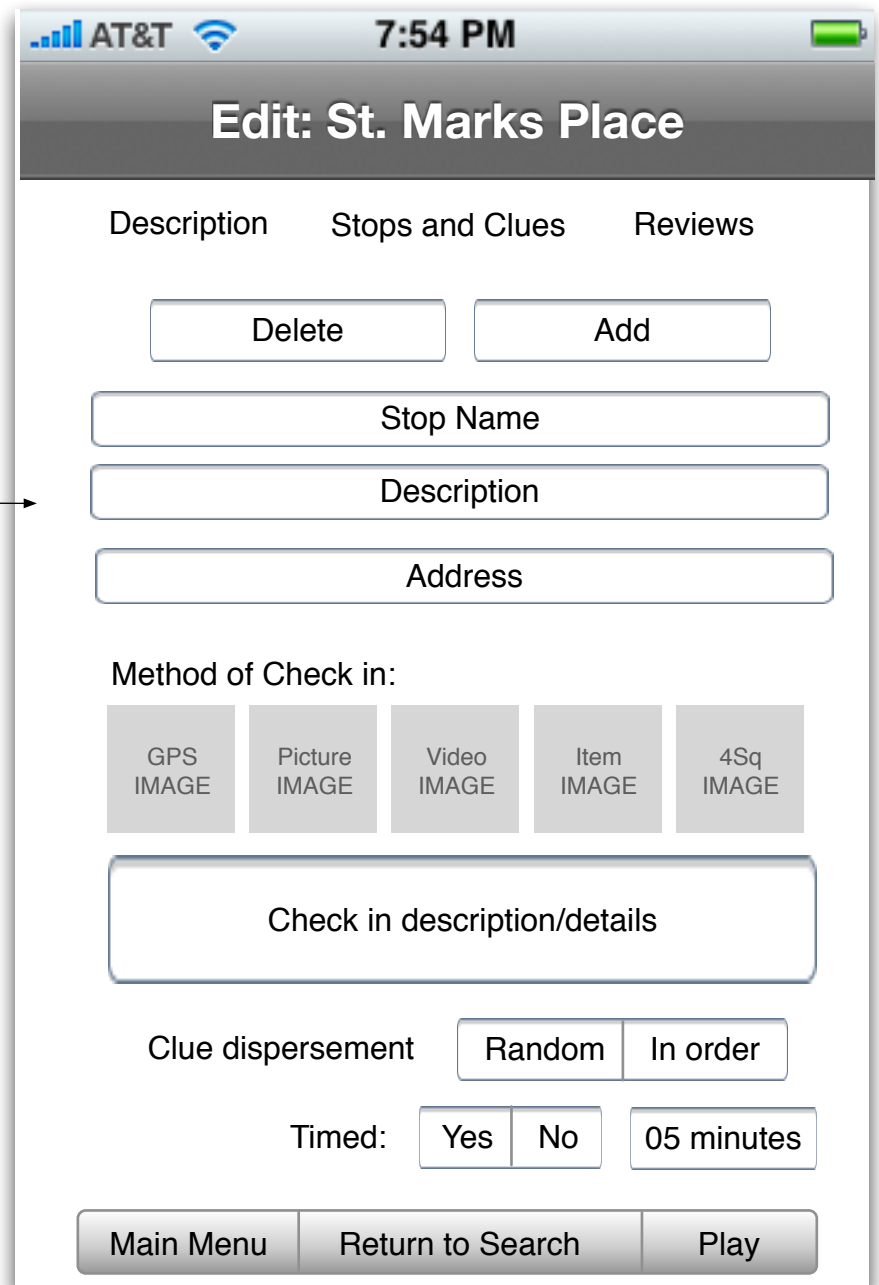 AT&T 7:54 PM
Edit: St. Marks Place
Description Stops and Clues Reviews
Delete Add
Stop Name
Description
Address
Method of Check in:
GPS Picture Video Item 4Sq
IMAGE IMAGE IMAGE IMAGE IMAGE
Check in description/details
Clue dispersement Random In order
Timed: Yes No 05 minutes
Main Menu Return to Search Play